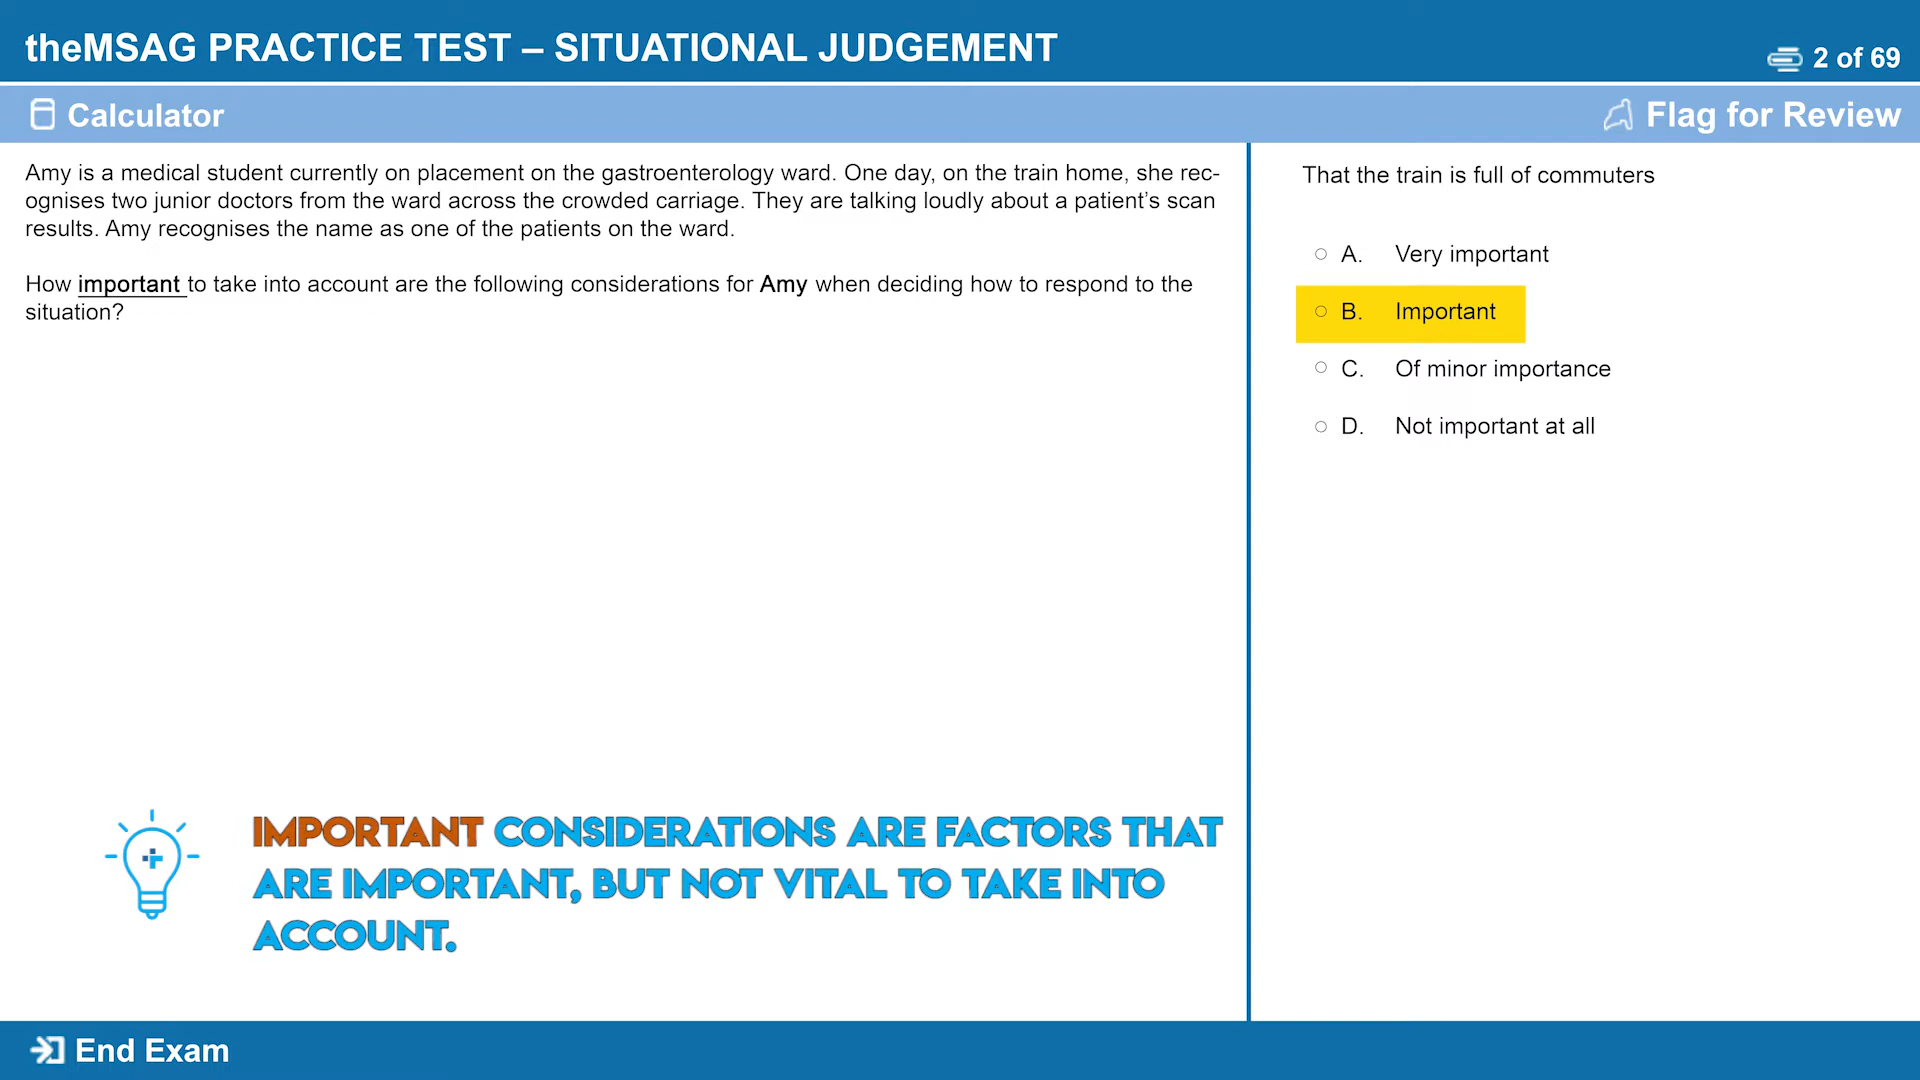 theMSAG PRACTICE TEST – SITUATIONAL JUDGEMENT
2 of 69
Calculator
Flag for Review
Amy is a medical student currently on placement on the gastroenterology ward. One day, on the train home, she rec-
ognises two junior doctors from the ward across the crowded carriage. They are talking loudly about a patient’s scan
results. Amy recognises the name as one of the patients on the ward.
How important to take into account are the following considerations for Amy when deciding how to respond to the
situation?
That the train is full of commuters
A. Very important
B. Important
C. Of minor importance
D. Not important at all
IMPORTANT CONSIDERATIONS ARE FACTORS THAT
ARE IMPORTANT, BUT NOT VITAL TO TAKE INTO
ACCOUNT.
End Exam